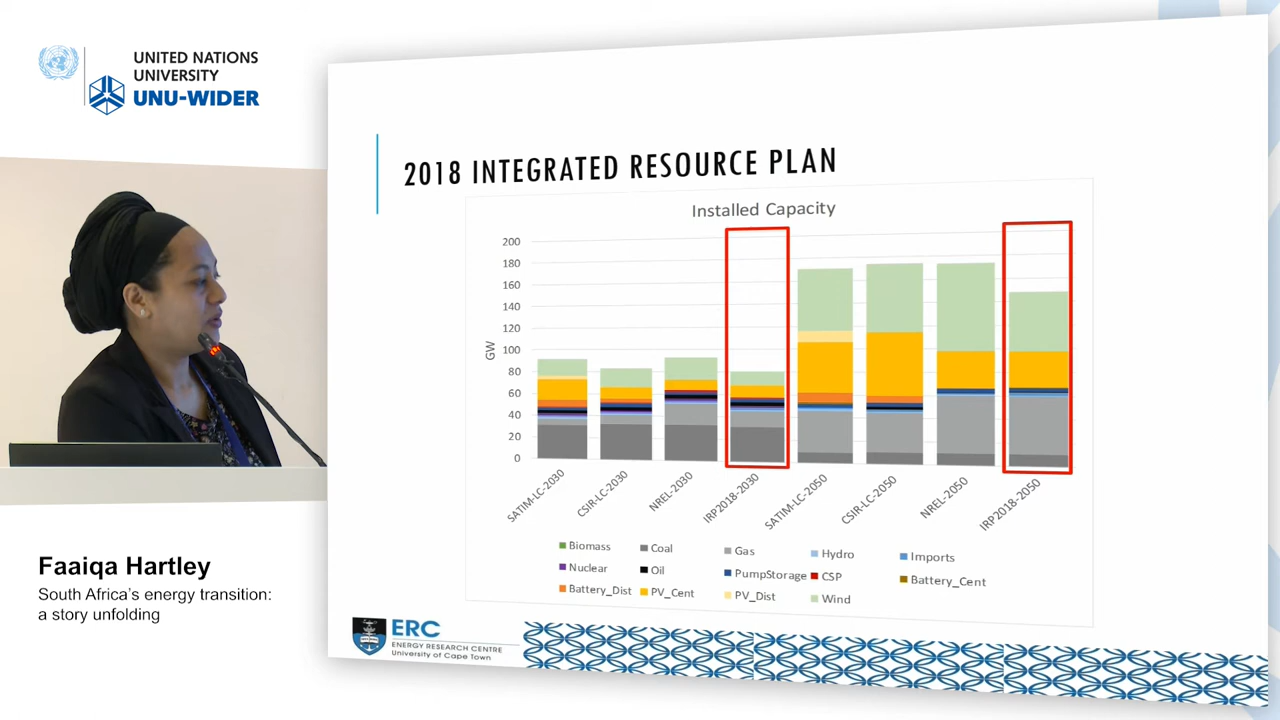 UNITED NATIONS
UNIVERSITY
UNU-WIDER
2018 INTEGRATED RESOURCE PLAN
Installed Capacity
GW
200
180
160
140
120
100
80
60
40
20
0
SATIM-LC-2030
CSIR-LC-2030
NREL-2030
IRP2018-2030
SATIM-LC-2050
CSIR-LC-2050
NREL-2050
IRP2018-2050
Biomass Coal Gas Hydro Imports
Nuclear Oil PumpStorage CSP Battery_Cent
Battery_Dist PV_Cent PV_Dist Wind
Faaiqa Hartley
South Africa's energy transition:
a story unfolding
ERC
ENERGY RESEARCH CENTRE
University of Cape Town